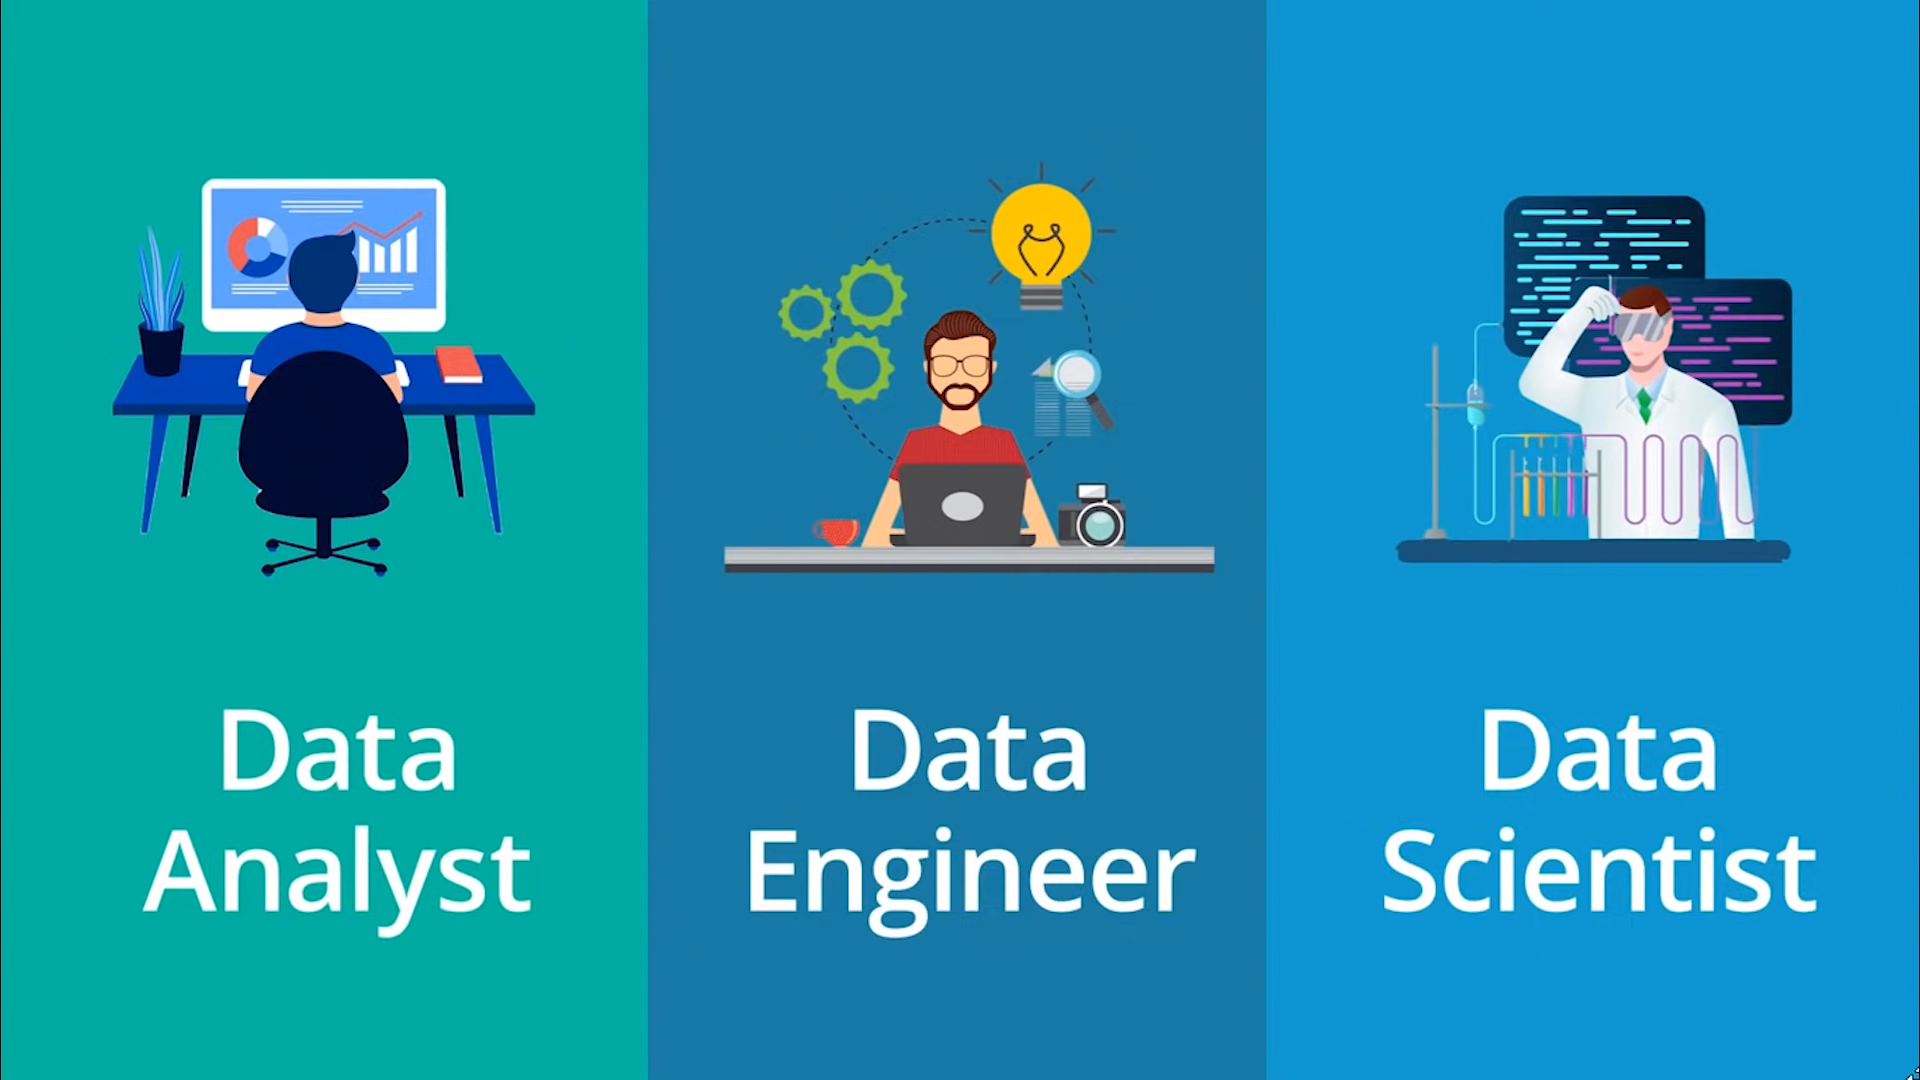 Data
Analyst
Data
Engineer
Data
Scientist